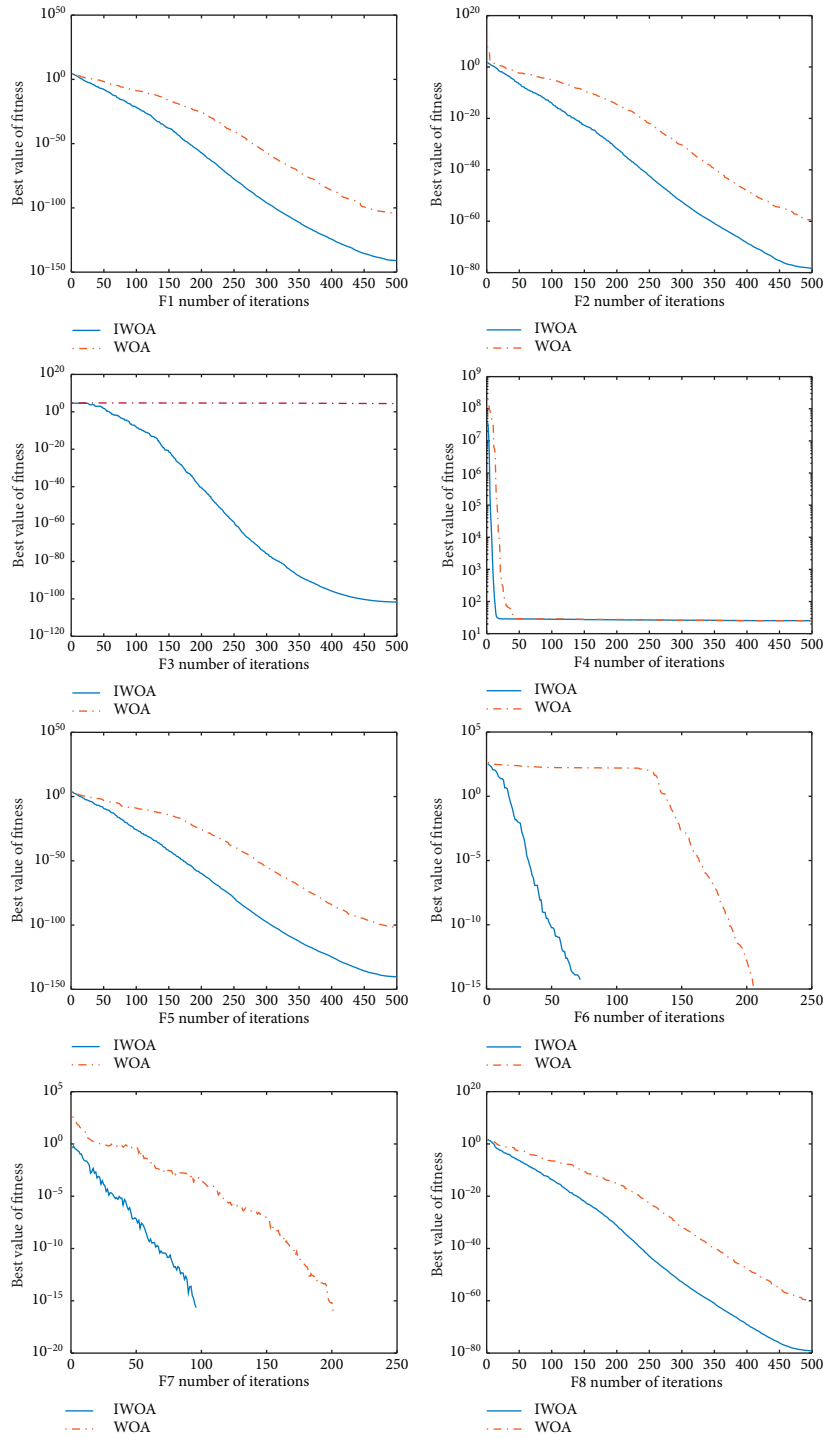 10^50
10^0
10^-50
10^-100
10^-150
Best value of fitness
0 50 100 150 200 250 300 350 400 450 500
F1 number of iterations
IWOA
WOA
10^20
10^0
10^-20
10^-40
10^-60
10^-80
Best value of fitness
0 50 100 150 200 250 300 350 400 450 500
F2 number of iterations
IWOA
WOA
10^20
10^0
10^-20
10^-40
10^-60
10^-80
10^-100
10^-120
Best value of fitness
0 50 100 150 200 250 300 350 400 450 500
F3 number of iterations
IWOA
WOA
10^9
10^8
10^7
10^6
10^5
10^4
10^3
10^2
10^1
Best value of fitness
0 50 100 150 200 250 300 350 400 450 500
F4 number of iterations
IWOA
WOA
10^50
10^0
10^-50
10^-100
10^-150
Best value of fitness
0 50 100 150 200 250 300 350 400 450 500
F5 number of iterations
IWOA
WOA
10^5
10^0
10^-5
10^-10
10^-15
Best value of fitness
0 50 100 150 200 250
F6 number of iterations
IWOA
WOA
10^5
10^0
10^-5
10^-10
10^-15
10^-20
Best value of fitness
0 50 100 150 200 250
F7 number of iterations
IWOA
WOA
10^20
10^0
10^-20
10^-40
10^-60
10^-80
Best value of fitness
0 50 100 150 200 250 300 350 400 450 500
F8 number of iterations
IWOA
WOA